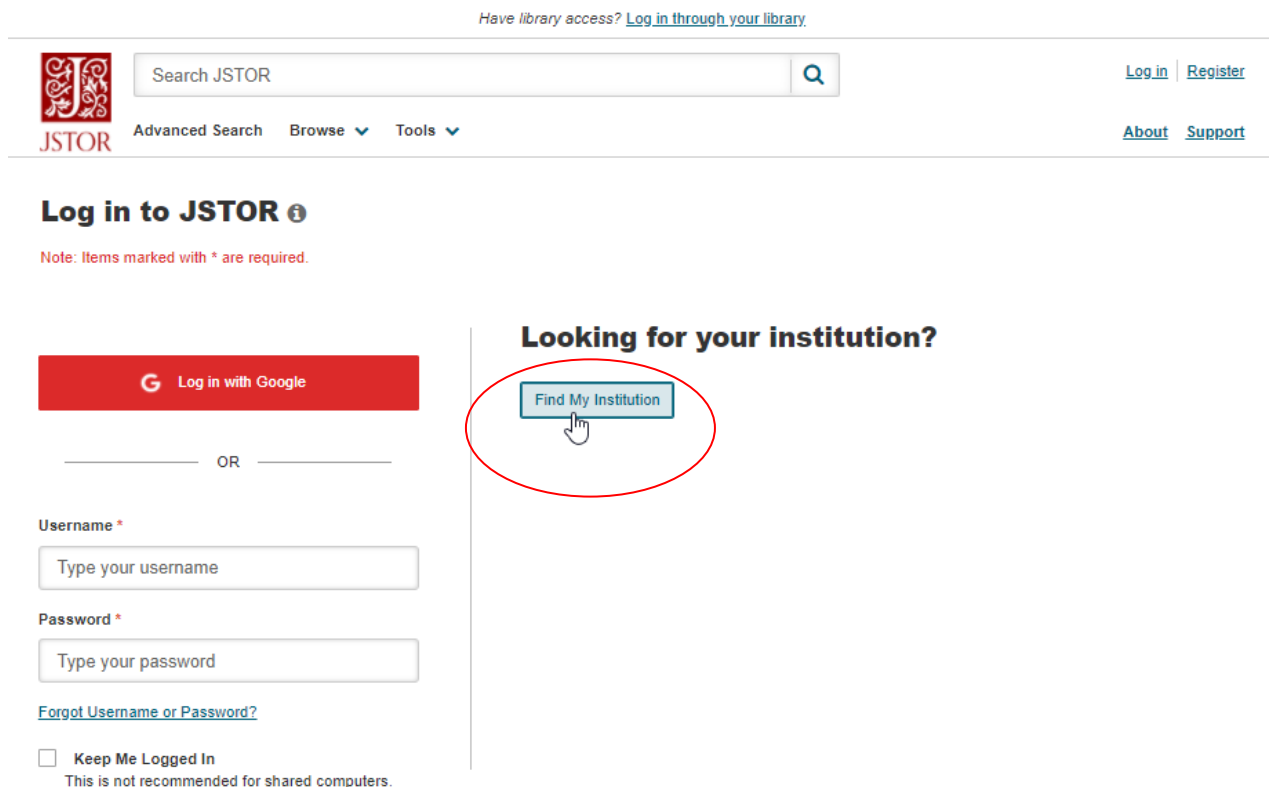 Have library access? Log in through your library
Search JSTOR
Log in Register
JSTOR
Advanced Search Browse Tools
About Support
Log in to JSTOR
Note: Items marked with * are required.
Looking for your institution?
G Log in with Google
Find My Institution
OR
Username *
Type your username
Password *
Type your password
Forgot Username or Password?
Keep Me Logged In
This is not recommended for shared computers.